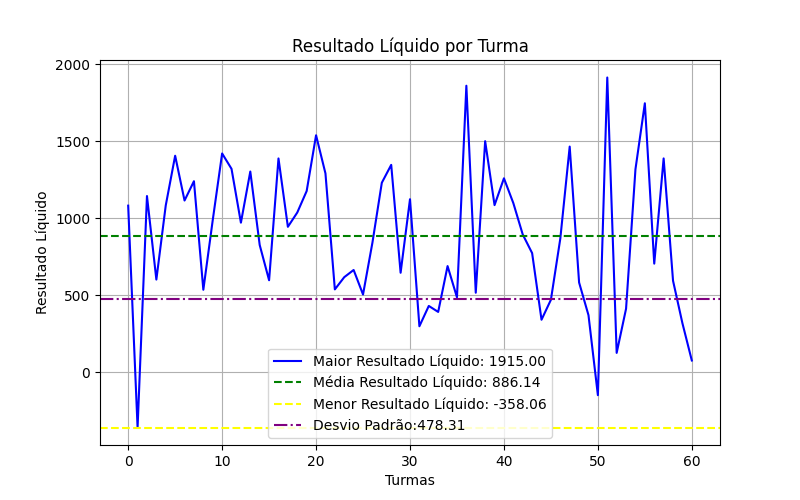 Resultado Líquido por Turma
2000
1500
1000
500
0
Resultado Líquido
Maior Resultado Líquido: 1915.00
Média Resultado Líquido: 886.14
Menor Resultado Líquido: -358.06
Desvio Padrão:478.31
0 10 20 30 40 50 60
Turmas